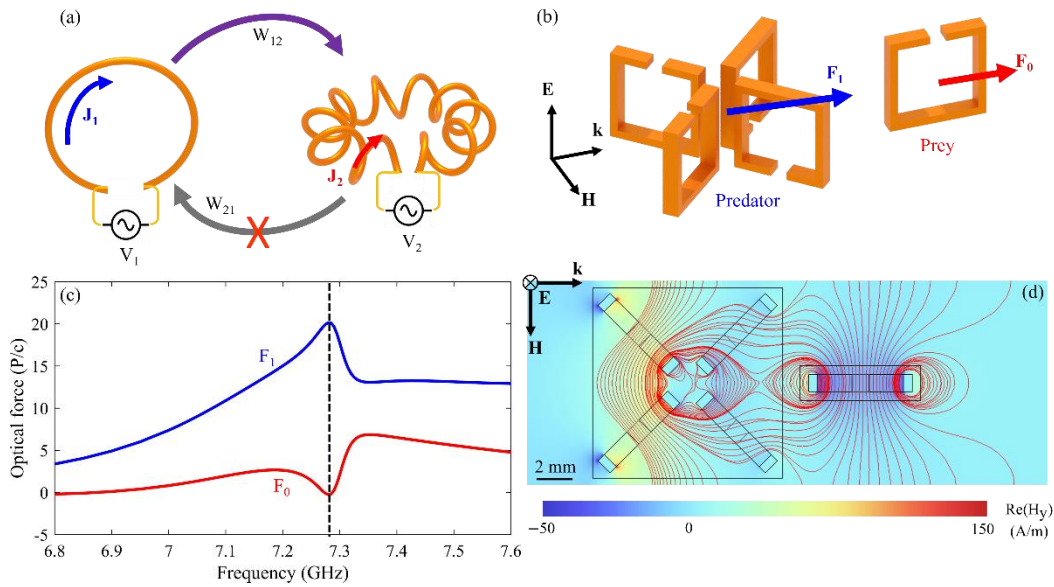 (a)
W12
J1
J2
W21
X
V1
V2
(b)
E
k
H
F1
F0
Predator
Prey
(c)
25
20
15
10
5
0
-5
Optical force (P/c)
F1
F0
6.8 6.9 7 7.1 7.2 7.3 7.4 7.5 7.6
Frequency (GHz)
k
E
H
(d)
2 mm
−50 0 150
Re(Hy)
(A/m)